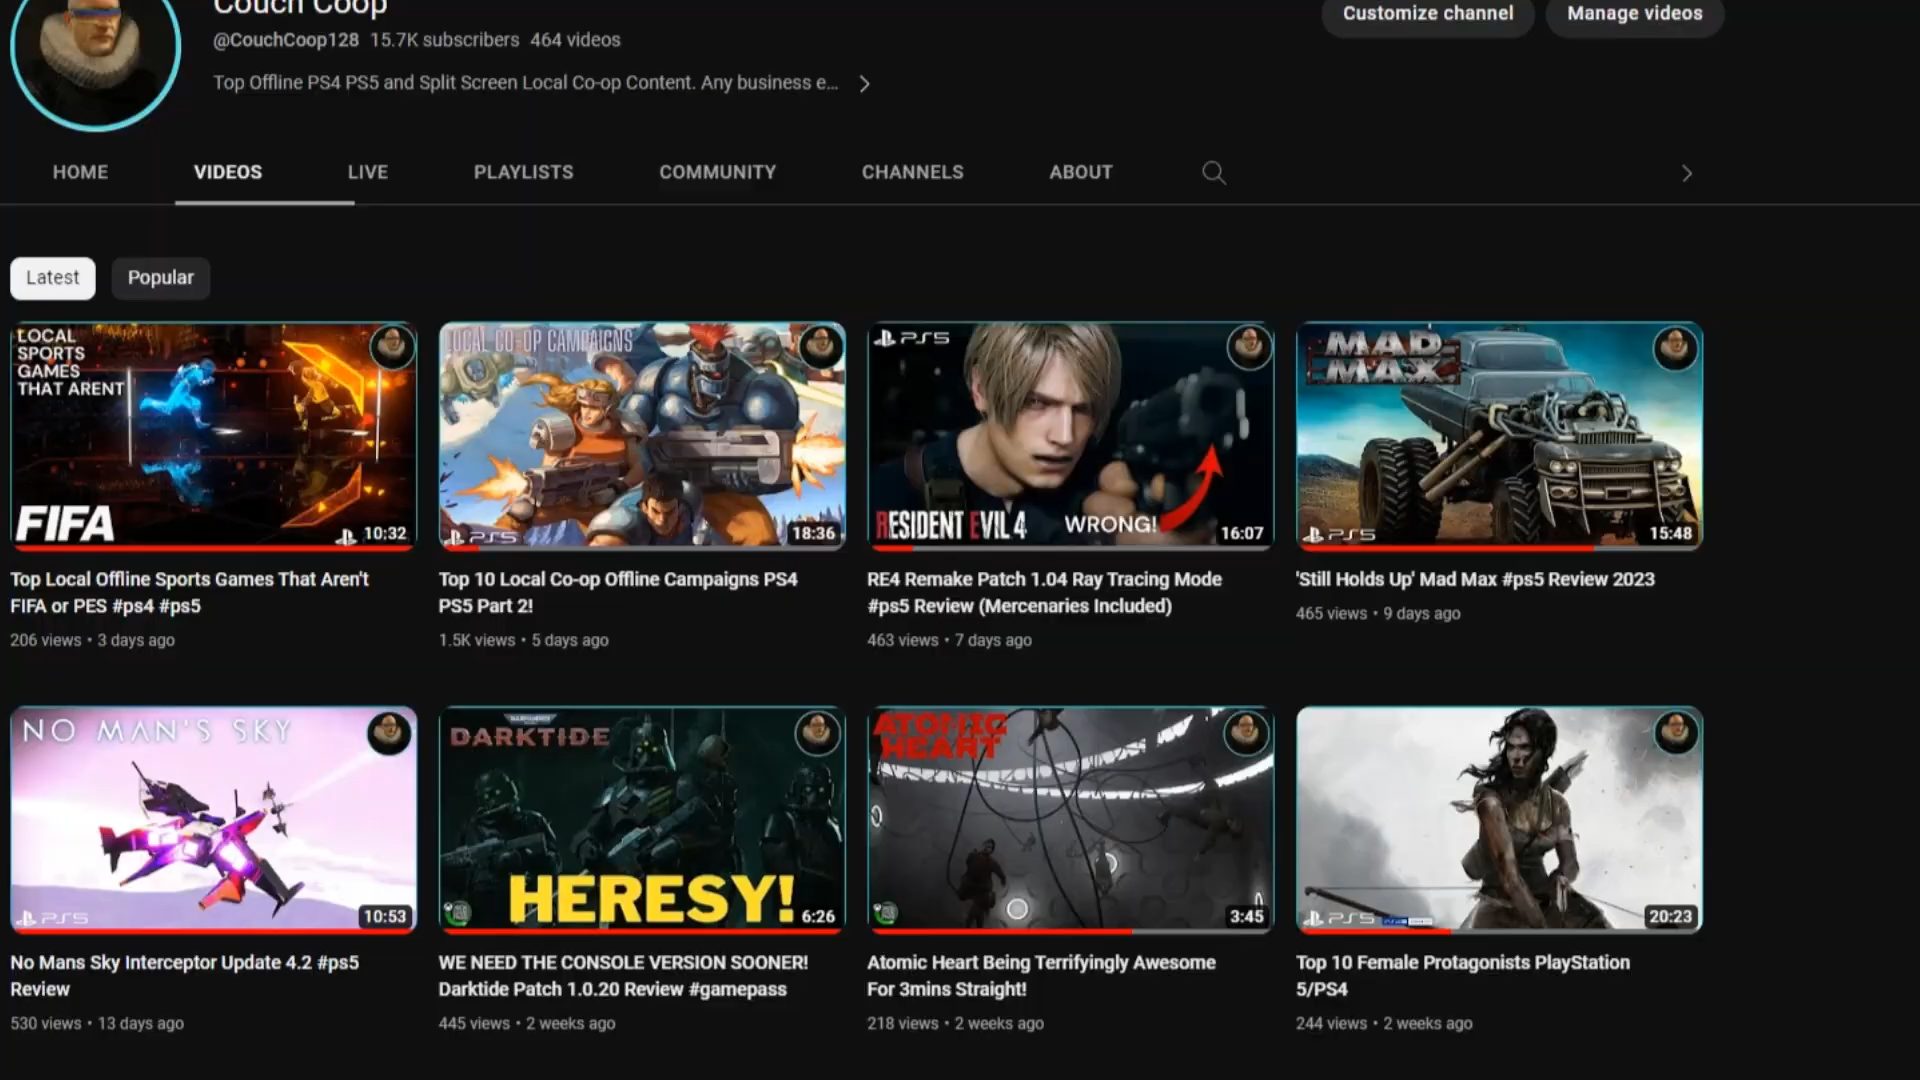 Couch Coop
@CouchCoop128 15.7K subscribers 464 videos
Customize channel
Manage videos
Top Offline PS4 PS5 and Split Screen Local Co-op Content. Any business e...
HOME VIDEOS LIVE PLAYLISTS COMMUNITY CHANNELS ABOUT
Latest Popular
LOCAL
SPORTS
GAMES
THAT ARENT
FIFA
10:32
LOCAL CO-OP CAMPAIGNS
PS5
18:36
PS5
RESIDENT EVIL 4
WRONG!
16:07
MAD
MAX
PS5
15:48
Top Local Offline Sports Games That Aren't
FIFA or PES #ps4 #ps5
206 views • 3 days ago
Top 10 Local Co-op Offline Campaigns PS4
PS5 Part 2!
1.5K views • 5 days ago
RE4 Remake Patch 1.04 Ray Tracing Mode
#ps5 Review (Mercenaries Included)
463 views • 7 days ago
'Still Holds Up' Mad Max #ps5 Review 2023
465 views • 9 days ago
NO MAN'S SKY
PS5
10:53
DARKTIDE
HERESY!
6:26
ATOMIC
HEART
3:45
PS5
20:23
No Mans Sky Interceptor Update 4.2 #ps5
Review
530 views • 13 days ago
WE NEED THE CONSOLE VERSION SOONER!
Darktide Patch 1.0.20 Review #gamepass
445 views • 2 weeks ago
Atomic Heart Being Terrifyingly Awesome
For 3mins Straight!
218 views • 2 weeks ago
Top 10 Female Protagonists PlayStation
5/PS4
244 views • 2 weeks ago